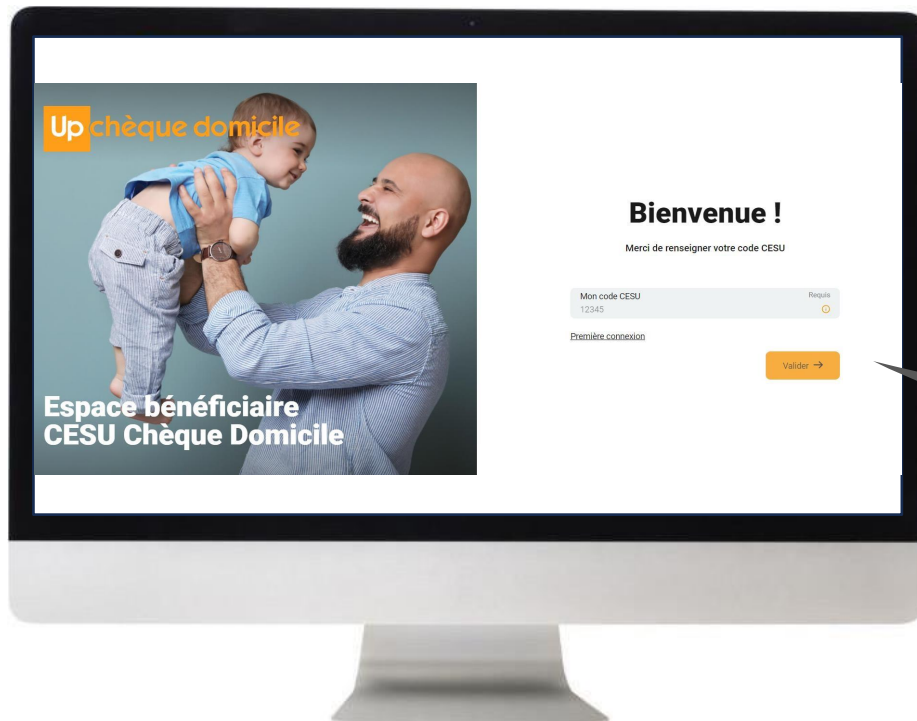 Up chèque domicile
Espace bénéficiaire
CESU Chèque Domicile
Bienvenue !
Merci de renseigner votre code CESU
Mon code CESU
Requis
12345
Première connexion
Valider →